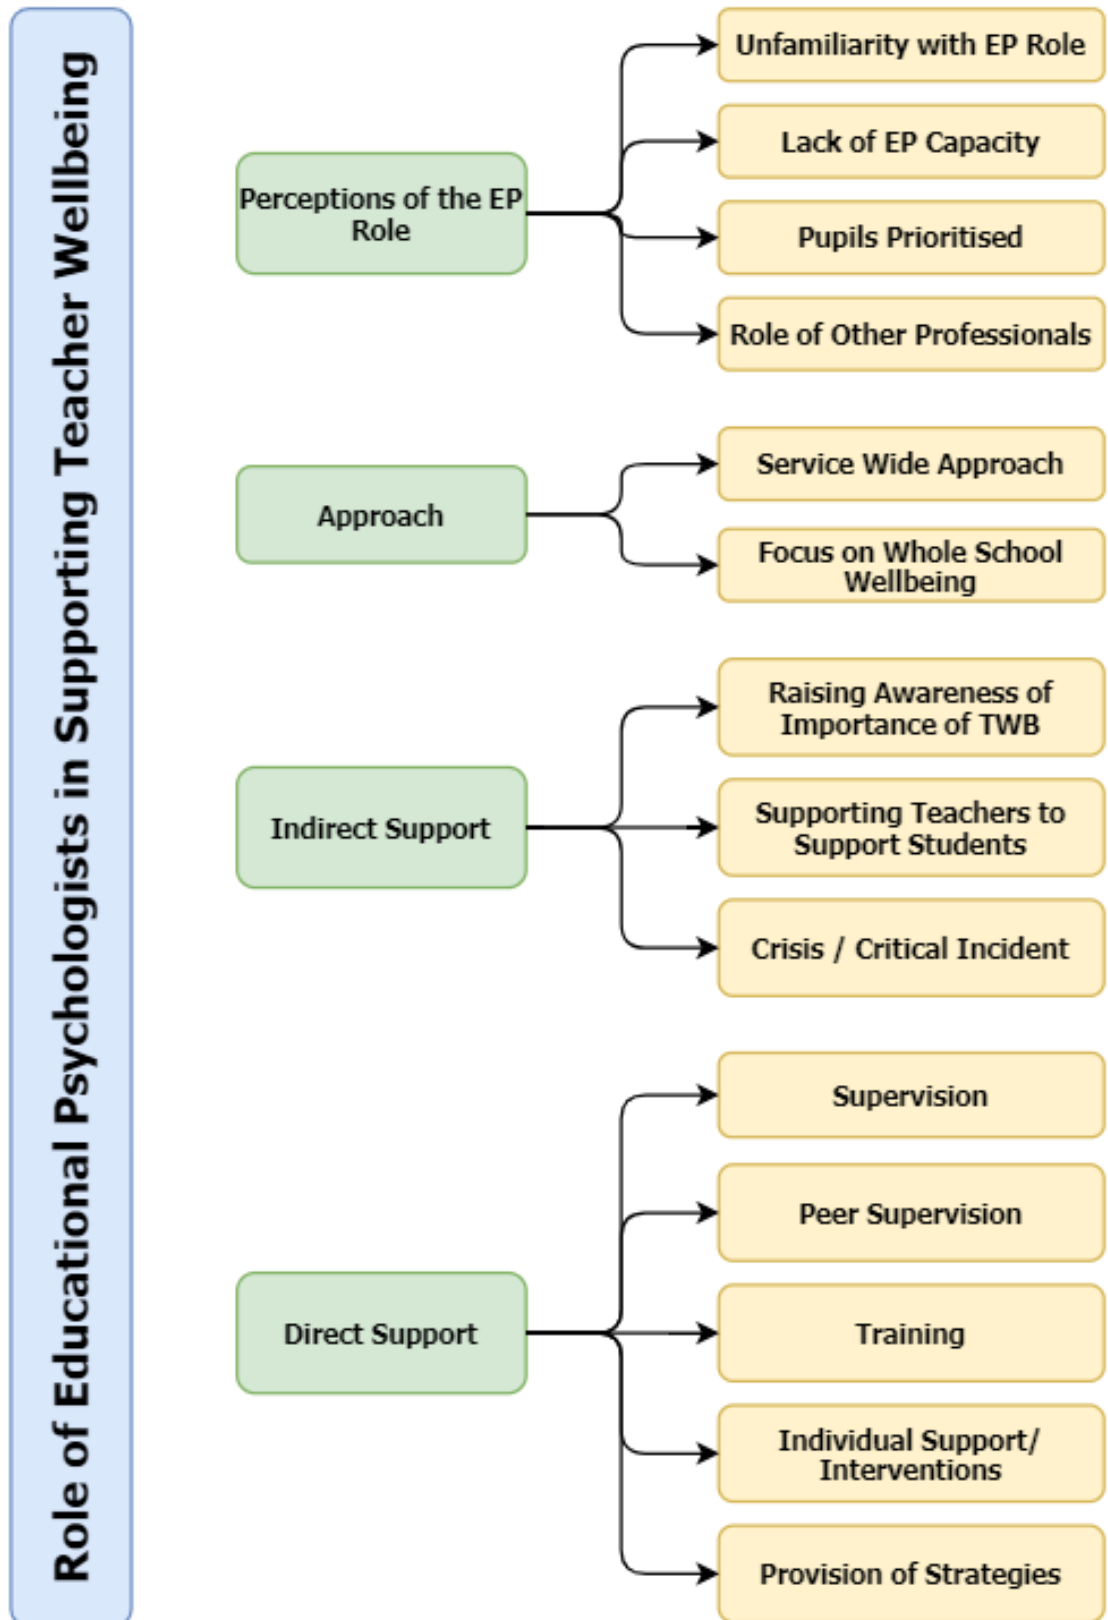 Role of Educational Psychologists in Supporting Teacher Wellbeing
Perceptions of the EP
Role
Unfamiliarity with EP Role
Lack of EP Capacity
Pupils Prioritised
Role of Other Professionals
Approach
Service Wide Approach
Focus on Whole School
Wellbeing
Indirect Support
Raising Awareness of
Importance of TWB
Supporting Teachers to
Support Students
Crisis / Critical Incident
Direct Support
Supervision
Peer Supervision
Training
Individual Support/
Interventions
Provision of Strategies